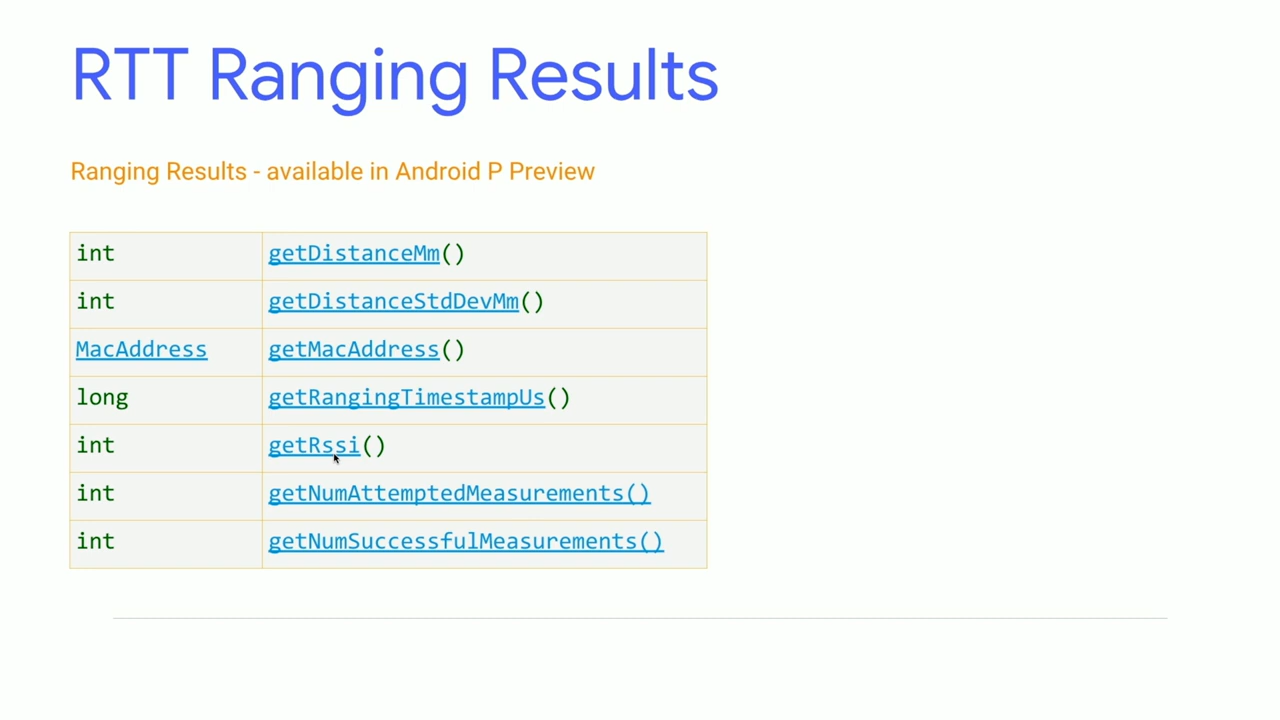 RTT Ranging Results
Ranging Results - available in Android P Preview
int getDistanceMm()
int getDistanceStdDevMm()
MacAddress getMacAddress()
long getRangingTimestampUs()
int getRssi()
int getNumAttemptedMeasurements()
int getNumSuccessfulMeasurements()